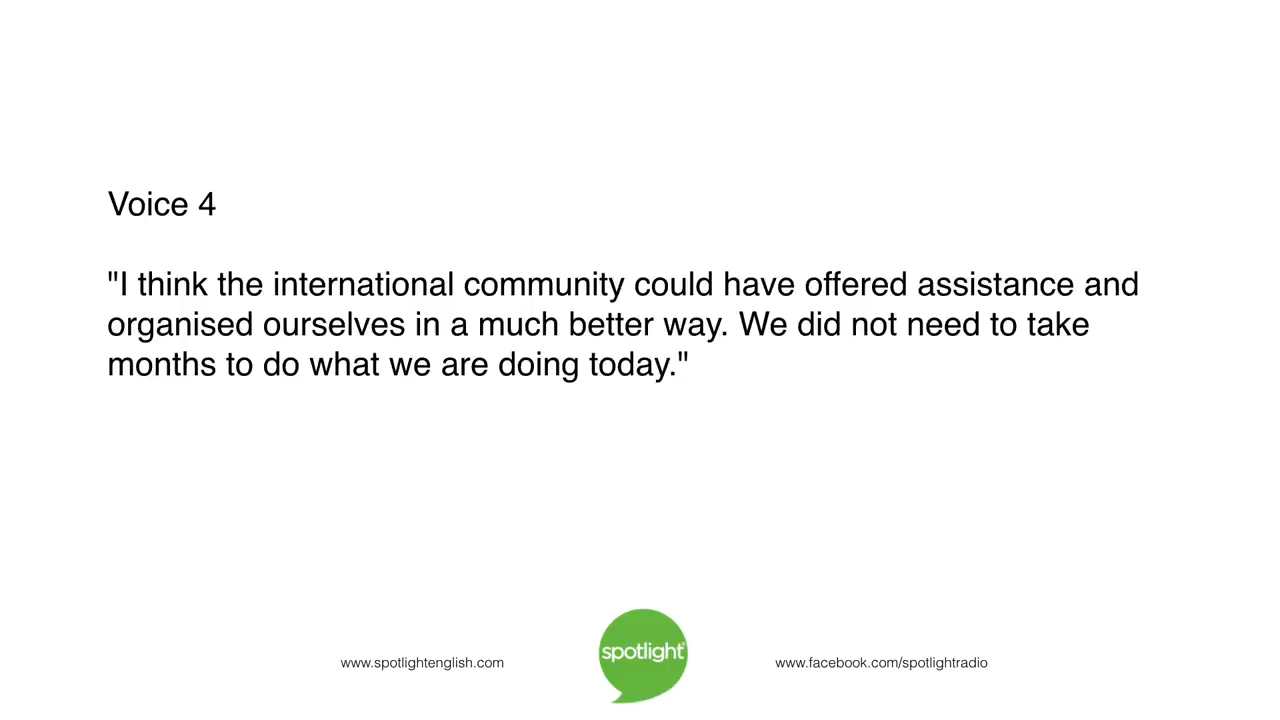 Voice 4
"I think the international community could have offered assistance and
organised ourselves in a much better way. We did not need to take
months to do what we are doing today."
www.spotlightenglish.com
spotlight
www.facebook.com/spotlightradio